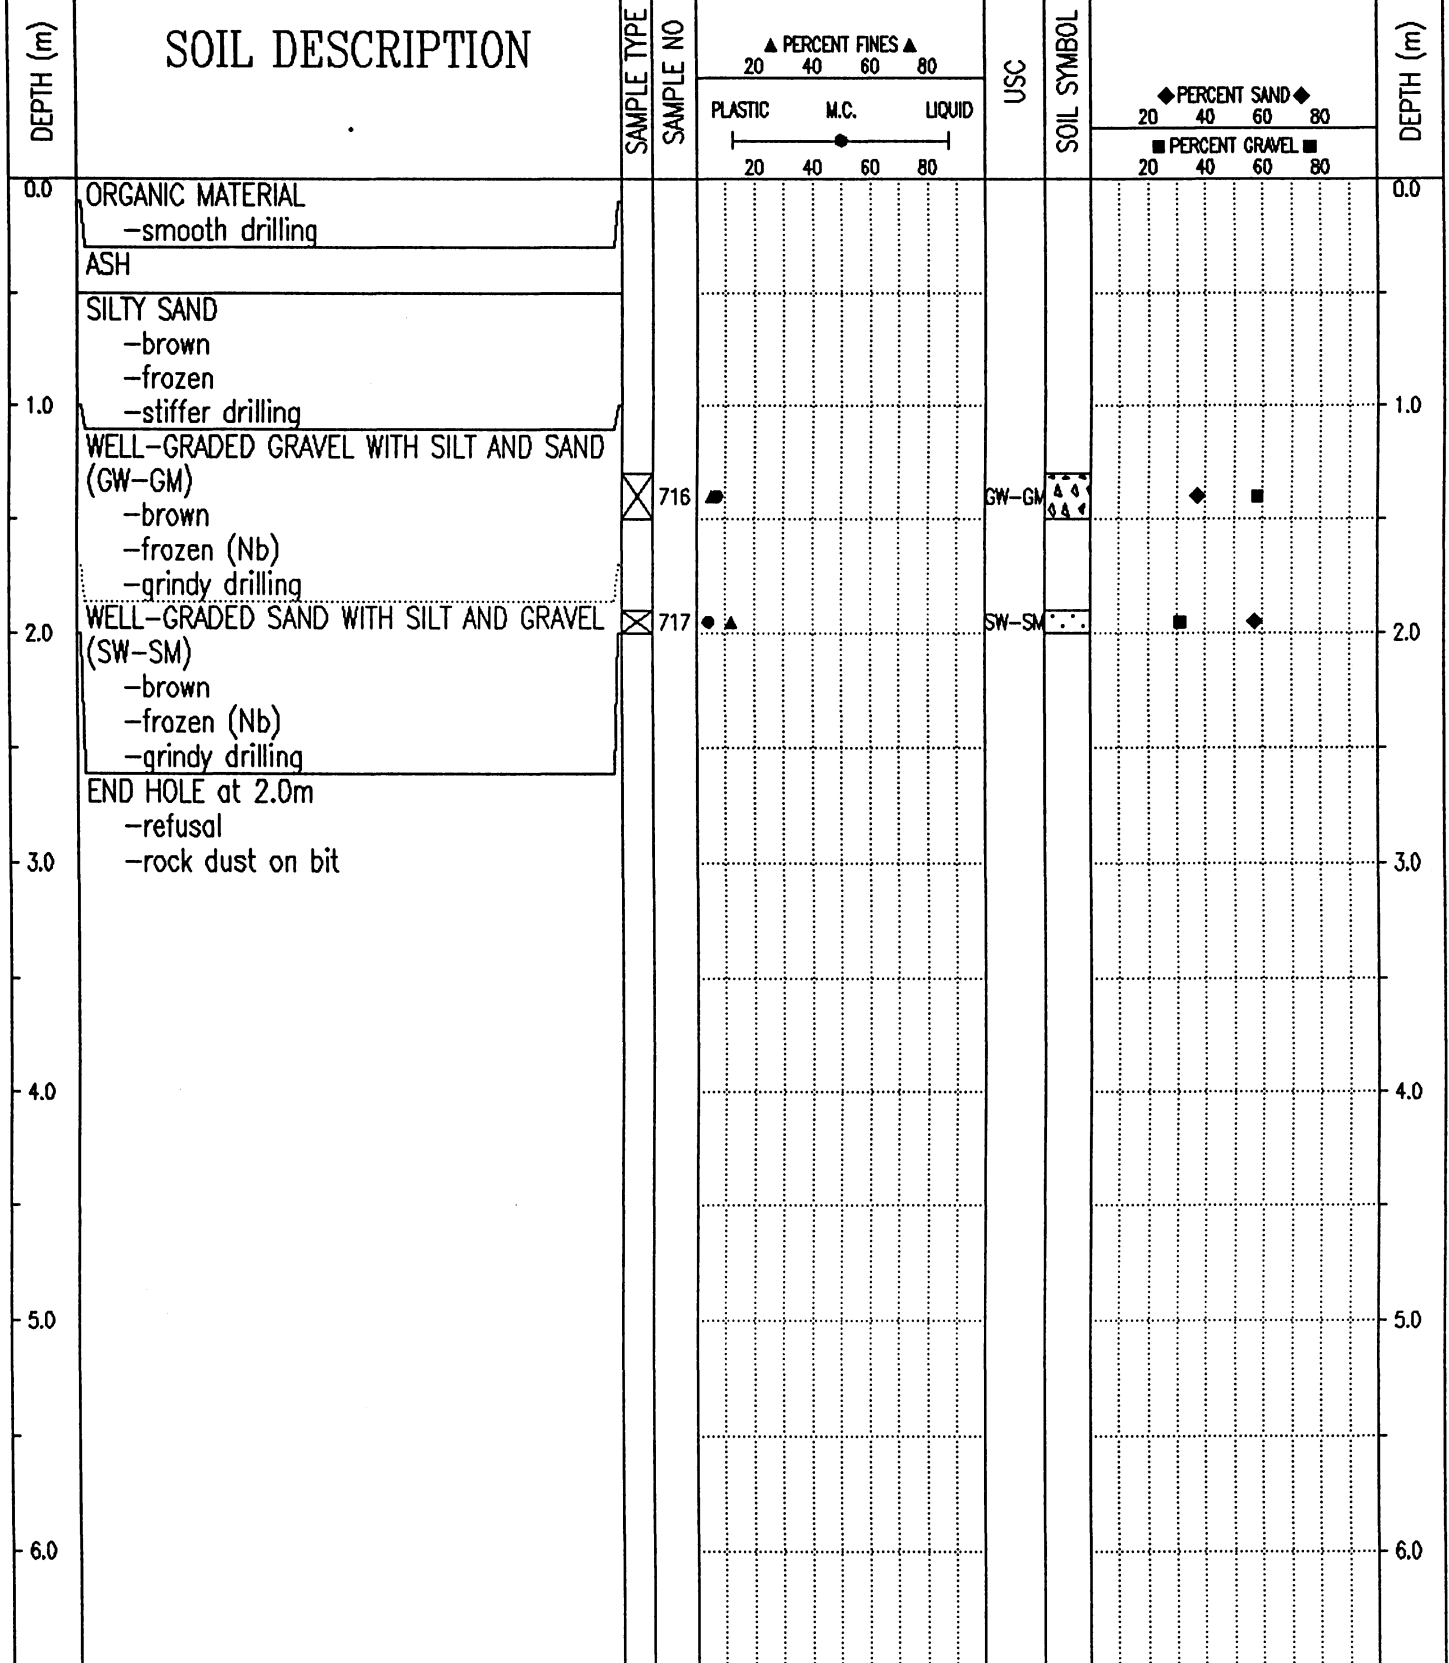 DEPTH (m)
SOIL DESCRIPTION
SAMPLE TYPE
SAMPLE NO
▲ PERCENT FINES ▲
20 40 60 80
PLASTIC M.C. LIQUID
20 40 60 80
USC
SOIL SYMBOL
◆ PERCENT SAND ◆
20 40 60 80
■ PERCENT GRAVEL ■
20 40 60 80
DEPTH (m)
0.0 ORGANIC MATERIAL 0.0
-smooth drilling
ASH
SILTY SAND
-brown
-frozen
1.0 -stiffer drilling 1.0
WELL-GRADED GRAVEL WITH SILT AND SAND
(GW-GM) 716 GW-GM
-brown
-frozen (Nb)
-grindy drilling
WELL-GRADED SAND WITH SILT AND GRAVEL 717 SW-SM
2.0 (SW-SM) 2.0
-brown
-frozen (Nb)
-grindy drilling
END HOLE at 2.0m
-refusal
3.0 -rock dust on bit 3.0
4.0 4.0
5.0 5.0
6.0 6.0